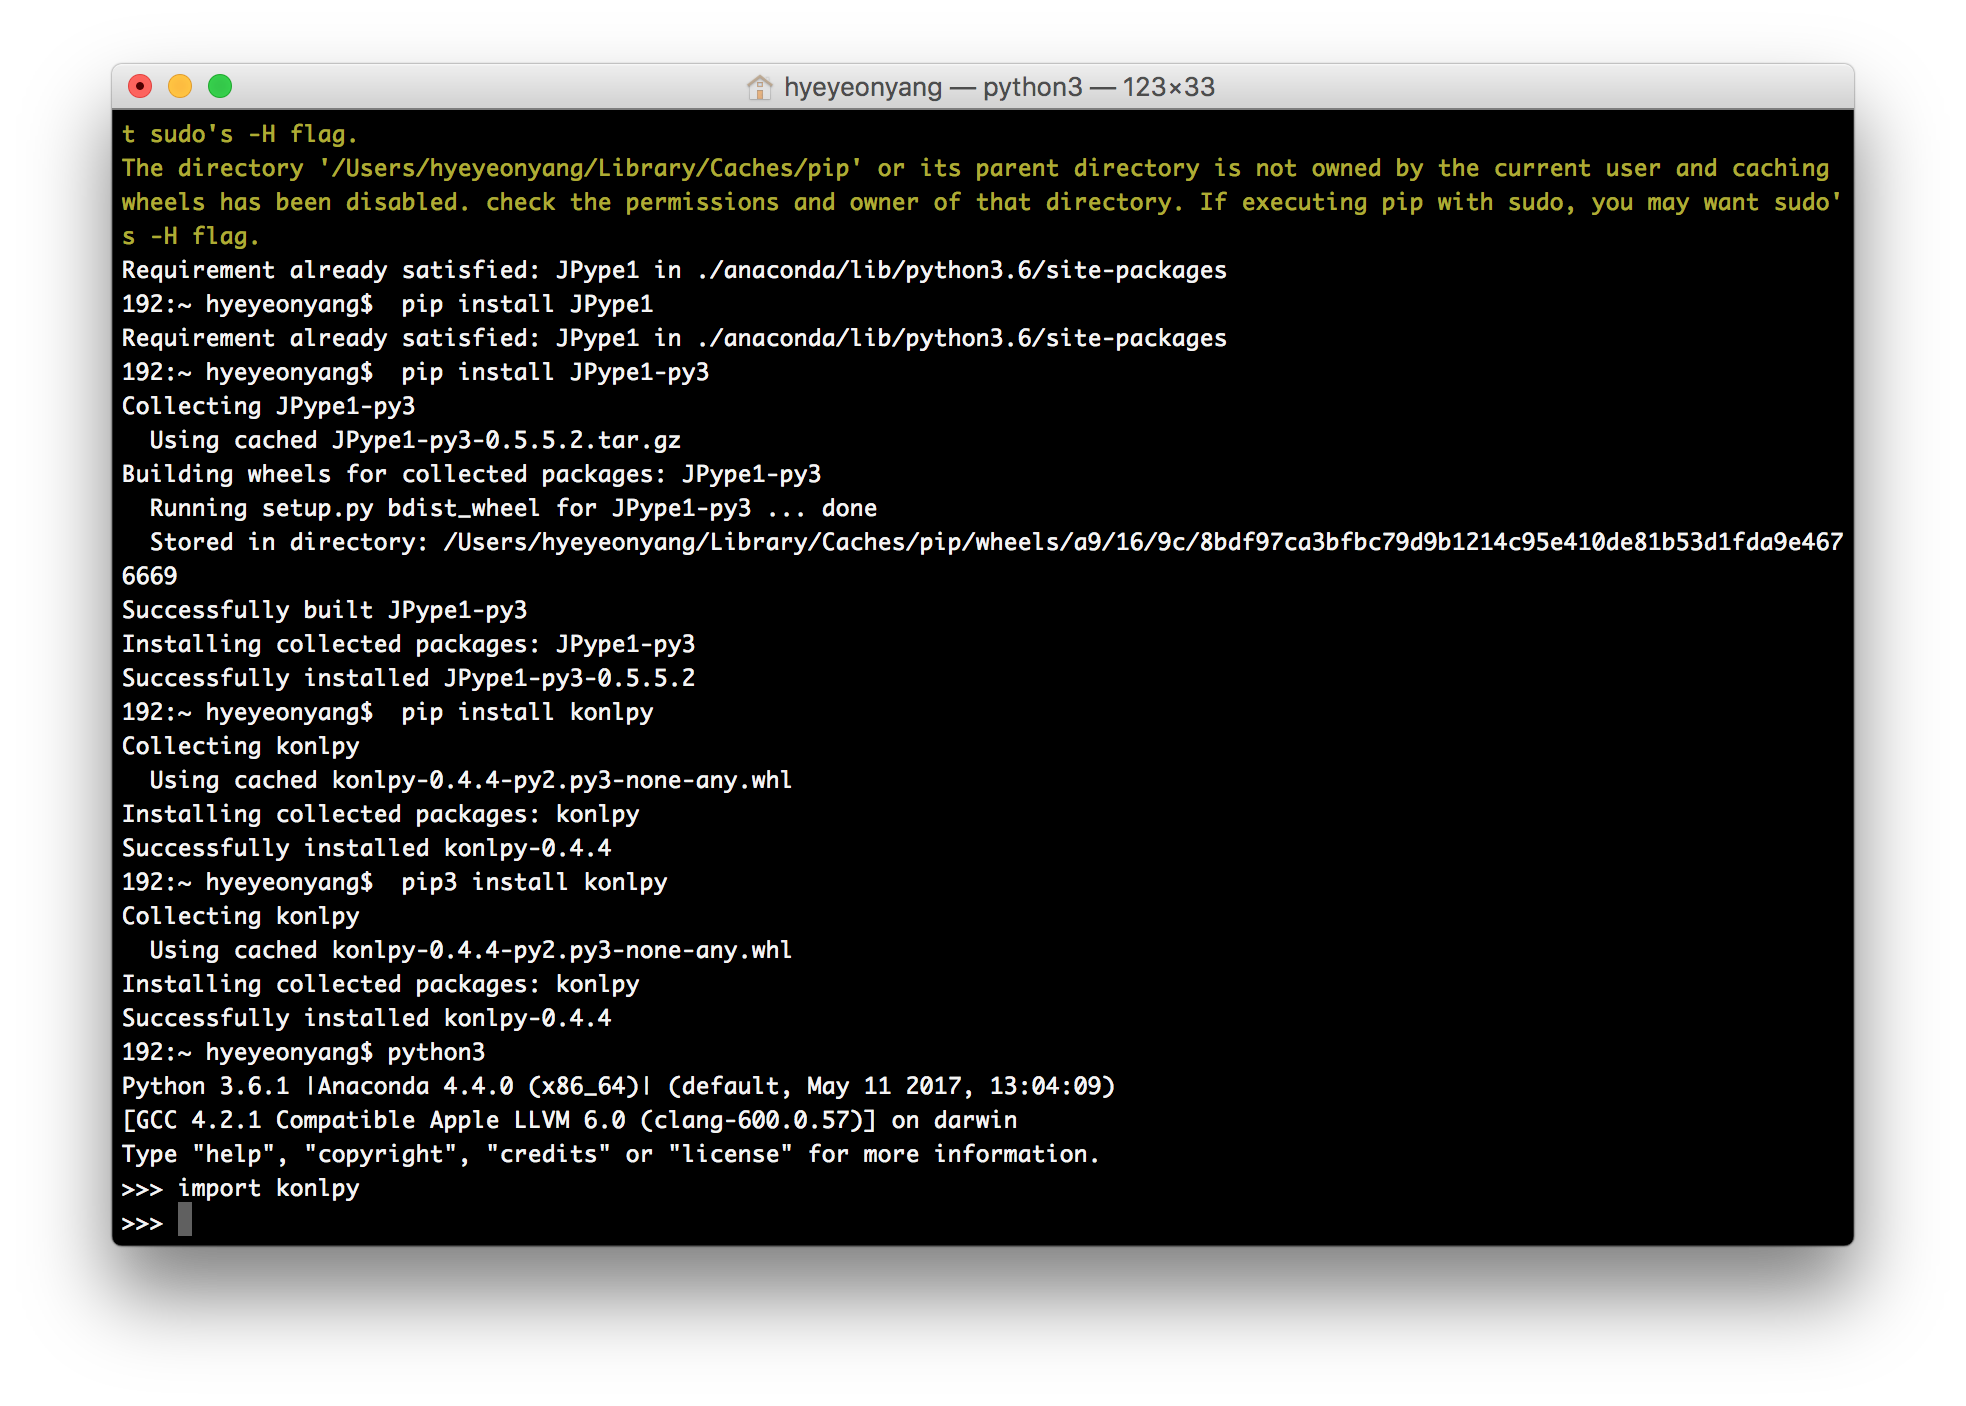 hyeyeonyang — python3 — 123×33
t sudo's -H flag.
The directory '/Users/hyeyeonyang/Library/Caches/pip' or its parent directory is not owned by the current user and caching
wheels has been disabled. check the permissions and owner of that directory. If executing pip with sudo, you may want sudo'
s -H flag.
Requirement already satisfied: JPype1 in ./anaconda/lib/python3.6/site-packages
192:~ hyeyeonyang$  pip install JPype1
Requirement already satisfied: JPype1 in ./anaconda/lib/python3.6/site-packages
192:~ hyeyeonyang$  pip install JPype1-py3
Collecting JPype1-py3
  Using cached JPype1-py3-0.5.5.2.tar.gz
Building wheels for collected packages: JPype1-py3
  Running setup.py bdist_wheel for JPype1-py3 ... done
  Stored in directory: /Users/hyeyeonyang/Library/Caches/pip/wheels/a9/16/9c/8bdf97ca3bfbc79d9b1214c95e410de81b53d1fda9e467
6669
Successfully built JPype1-py3
Installing collected packages: JPype1-py3
Successfully installed JPype1-py3-0.5.5.2
192:~ hyeyeonyang$  pip install konlpy
Collecting konlpy
  Using cached konlpy-0.4.4-py2.py3-none-any.whl
Installing collected packages: konlpy
Successfully installed konlpy-0.4.4
192:~ hyeyeonyang$  pip3 install konlpy
Collecting konlpy
  Using cached konlpy-0.4.4-py2.py3-none-any.whl
Installing collected packages: konlpy
Successfully installed konlpy-0.4.4
192:~ hyeyeonyang$ python3
Python 3.6.1 |Anaconda 4.4.0 (x86_64)| (default, May 11 2017, 13:04:09)
[GCC 4.2.1 Compatible Apple LLVM 6.0 (clang-600.0.57)] on darwin
Type "help", "copyright", "credits" or "license" for more information.
>>> import konlpy
>>>